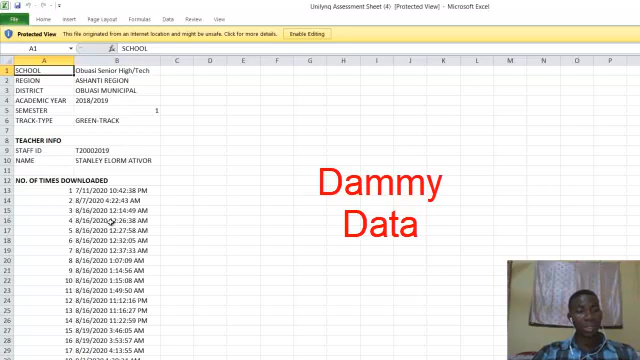 Unilynq Assessment Sheet (4) [Protected View] - Microsoft Excel
File Home Insert Page Layout Formulas Data Review View
Protected View This file originated from an Internet location and might be unsafe. Click for more details. Enable Editing
A1 fx SCHOOL
A B C D E F G H I J K L M N O P
1 SCHOOL Obuasi Senior High/Tech
2 REGION ASHANTI REGION
3 DISTRICT OBUASI MUNICIPAL
4 ACADEMIC YEAR 2018/2019
5 SEMESTER 1
6 TRACK-TYPE GREEN-TRACK
7
8 TEACHER INFO
9 STAFF ID T20002019
10 NAME STANLEY ELORM ATIVOR
11
12 NO. OF TIMES DOWNLOADED
13 1 7/11/2020 10:42:38 PM
14 2 8/7/2020 4:22:43 AM
15 3 8/16/2020 12:14:49 AM
16 4 8/16/2020 12:26:38 AM
17 5 8/16/2020 12:27:58 AM
18 6 8/16/2020 12:32:05 AM
19 7 8/16/2020 12:37:33 AM
20 8 8/16/2020 1:07:09 AM
21 9 8/16/2020 1:14:56 AM
22 10 8/16/2020 1:15:08 AM
23 11 8/16/2020 1:49:50 AM
24 12 8/16/2020 11:12:16 PM
25 13 8/16/2020 11:16:27 PM
26 14 8/16/2020 11:22:59 PM
27 15 8/19/2020 3:46:05 AM
28 16 8/19/2020 3:53:57 AM
29 17 8/22/2020 4:13:55 AM
Dammy
Data